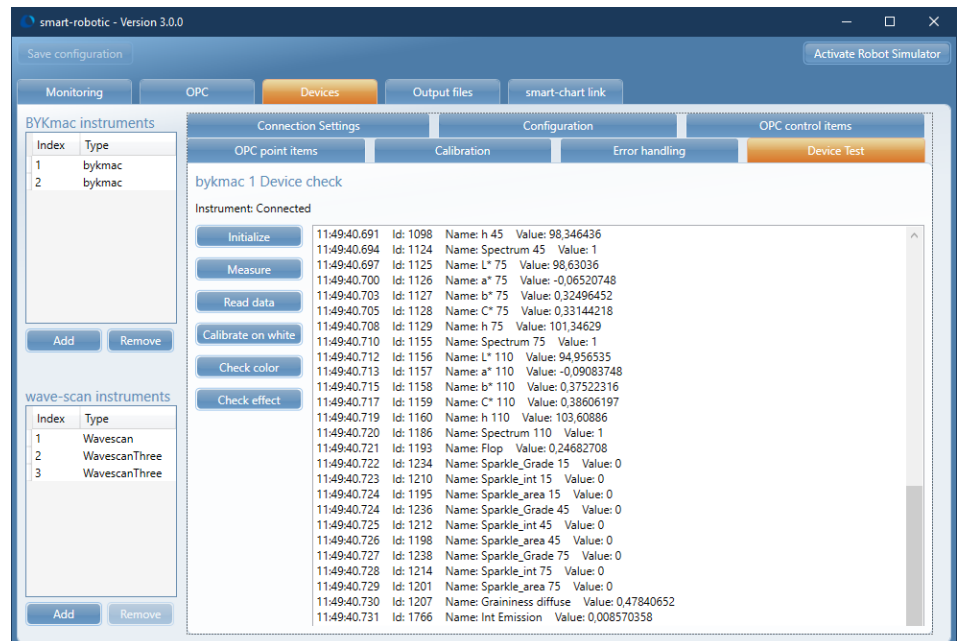 smart-robotic - Version 3.0.0
Save configuration
Activate Robot Simulator
Monitoring
OPC
Devices
Output files
smart-chart link
BYKmac instruments
Index Type
1 bykmac
2 bykmac
Add
Remove
wave-scan instruments
Index Type
1 Wavescan
2 WavescanThree
3 WavescanThree
Add
Remove
Connection Settings
Configuration
OPC control items
OPC point items
Calibration
Error handling
Device Test
bykmac 1 Device check
Instrument: Connected
Initialize
Measure
Read data
Calibrate on white
Check color
Check effect
11:49:40.691 Id: 1098 Name: h 45 Value: 98,346436
11:49:40.694 Id: 1124 Name: Spectrum 45 Value: 1
11:49:40.697 Id: 1125 Name: L* 75 Value: 98,63036
11:49:40.700 Id: 1126 Name: a* 75 Value: -0,06520748
11:49:40.703 Id: 1127 Name: b* 75 Value: 0,32496452
11:49:40.705 Id: 1128 Name: C* 75 Value: 0,33144218
11:49:40.708 Id: 1129 Name: h 75 Value: 101,34629
11:49:40.710 Id: 1155 Name: Spectrum 75 Value: 1
11:49:40.712 Id: 1156 Name: L* 110 Value: 94,956535
11:49:40.713 Id: 1157 Name: a* 110 Value: -0,09083748
11:49:40.715 Id: 1158 Name: b* 110 Value: 0,37522316
11:49:40.717 Id: 1159 Name: C* 110 Value: 0,38606197
11:49:40.719 Id: 1160 Name: h 110 Value: 103,60886
11:49:40.720 Id: 1186 Name: Spectrum 110 Value: 1
11:49:40.721 Id: 1193 Name: Flop Value: 0,24682708
11:49:40.722 Id: 1234 Name: Sparkle_Grade 15 Value: 0
11:49:40.723 Id: 1210 Name: Sparkle_int 15 Value: 0
11:49:40.724 Id: 1195 Name: Sparkle_area 15 Value: 0
11:49:40.724 Id: 1236 Name: Sparkle_Grade 45 Value: 0
11:49:40.725 Id: 1212 Name: Sparkle_int 45 Value: 0
11:49:40.726 Id: 1198 Name: Sparkle_area 45 Value: 0
11:49:40.727 Id: 1238 Name: Sparkle_Grade 75 Value: 0
11:49:40.728 Id: 1214 Name: Sparkle_int 75 Value: 0
11:49:40.729 Id: 1201 Name: Sparkle_area 75 Value: 0
11:49:40.730 Id: 1207 Name: Graininess diffuse Value: 0,47840652
11:49:40.731 Id: 1766 Name: Int Emission Value: 0,008570358